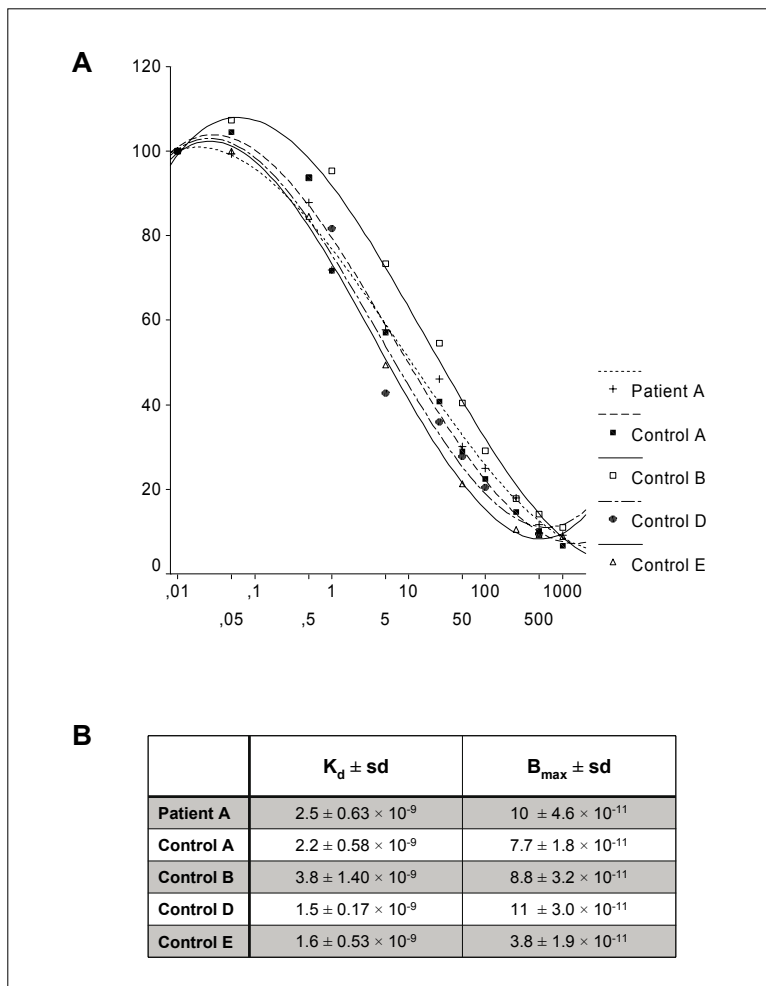 A
120
100
80
60
40
20
0
,01 ,1 1 10 100 1000
,05 ,5 5 50 500
Patient A
Control A
Control B
Control D
Control E
B
K_d ± sd B_max ± sd
Patient A 2.5 ± 0.63 × 10⁻⁹ 10 ± 4.6 × 10⁻¹¹
Control A 2.2 ± 0.58 × 10⁻⁹ 7.7 ± 1.8 × 10⁻¹¹
Control B 3.8 ± 1.40 × 10⁻⁹ 8.8 ± 3.2 × 10⁻¹¹
Control D 1.5 ± 0.17 × 10⁻⁹ 11 ± 3.0 × 10⁻¹¹
Control E 1.6 ± 0.53 × 10⁻⁹ 3.8 ± 1.9 × 10⁻¹¹